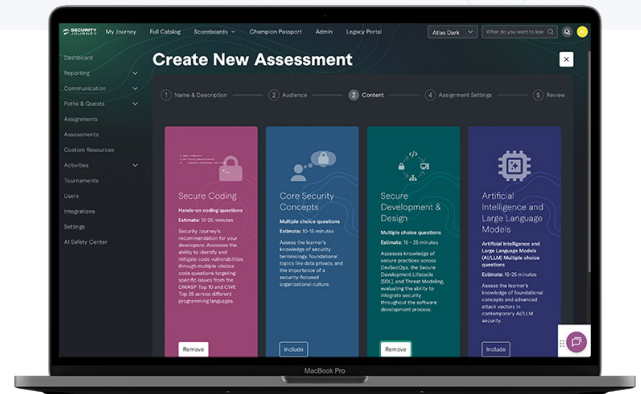 SECURITY JOURNEY
My Journey
Full Catalog
Scoreboards
Champion Passport
Admin
Legacy Portal
Atlas Dark
What do you want to lear
Dashboard
Reporting
Communication
Paths & Quests
Assignments
Assessments
Custom Resources
Activities
Tournaments
Users
Integrations
Settings
AI Safety Center
Create New Assessment
1 Name & Description
2 Audience
3 Content
4 Assignment Settings
5 Review
Secure Coding
Hands-on coding questions
Estimate: 15-25 minutes
Security Journey's
recommendation for your
developers: Assesses the
ability to identify and
mitigate code vulnerabilities
through multiple-choice
code questions targeting
specific issues from the
OWASP Top 10 and CWE
Top 25 across different
programming languages.
Remove
Core Security
Concepts
Multiple choice questions
Estimate: 10-15 minutes
Assess the learner's
knowledge of security
terminology, foundational
topics like data privacy, and
the importance of a
security-focused
organizational culture.
Include
Secure
Development &
Design
Multiple choice questions
Estimate: 15 - 25 minutes
Assesses knowledge of
secure practices across
DevSecOps, the Secure
Development Lifecycle
(SDL), and Threat Modeling,
evaluating the ability to
integrate security
throughout the software
development process.
Remove
Artificial
Intelligence and
Large Language
Models
Artificial Intelligence and
Large Language Models
(AI/LLM) Multiple choice
questions
Estimate: 15-25 minutes
Assess the learner's
knowledge of foundational
concepts and advanced
attack vectors in
contemporary AI/LLM
security.
Include
MacBook Pro